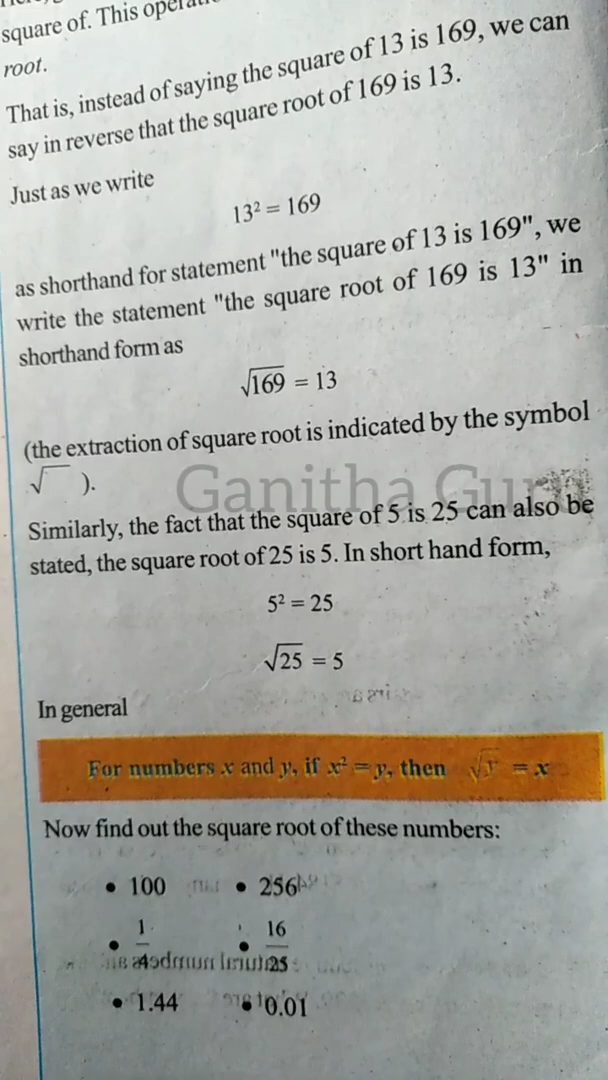 square of. This
root.
That is, instead of saying the square of 13 is 169, we can
say in reverse that the square root of 169 is 13.
Just as we write
13² = 169
as shorthand for statement "the square of 13 is 169", we
write the statement "the square root of 169 is 13" in
shorthand form as
√169 = 13
(the extraction of square root is indicated by the symbol
√ ).
Ganitha Guru
Similarly, the fact that the square of 5 is 25 can also be
stated, the square root of 25 is 5. In short hand form,
5² = 25
√25 = 5
In general
For numbers x and y, if x² = y, then √y = x
Now find out the square root of these numbers:
• 100 • 256
• 1/4 • 16/25
• 1.44 • 0.01